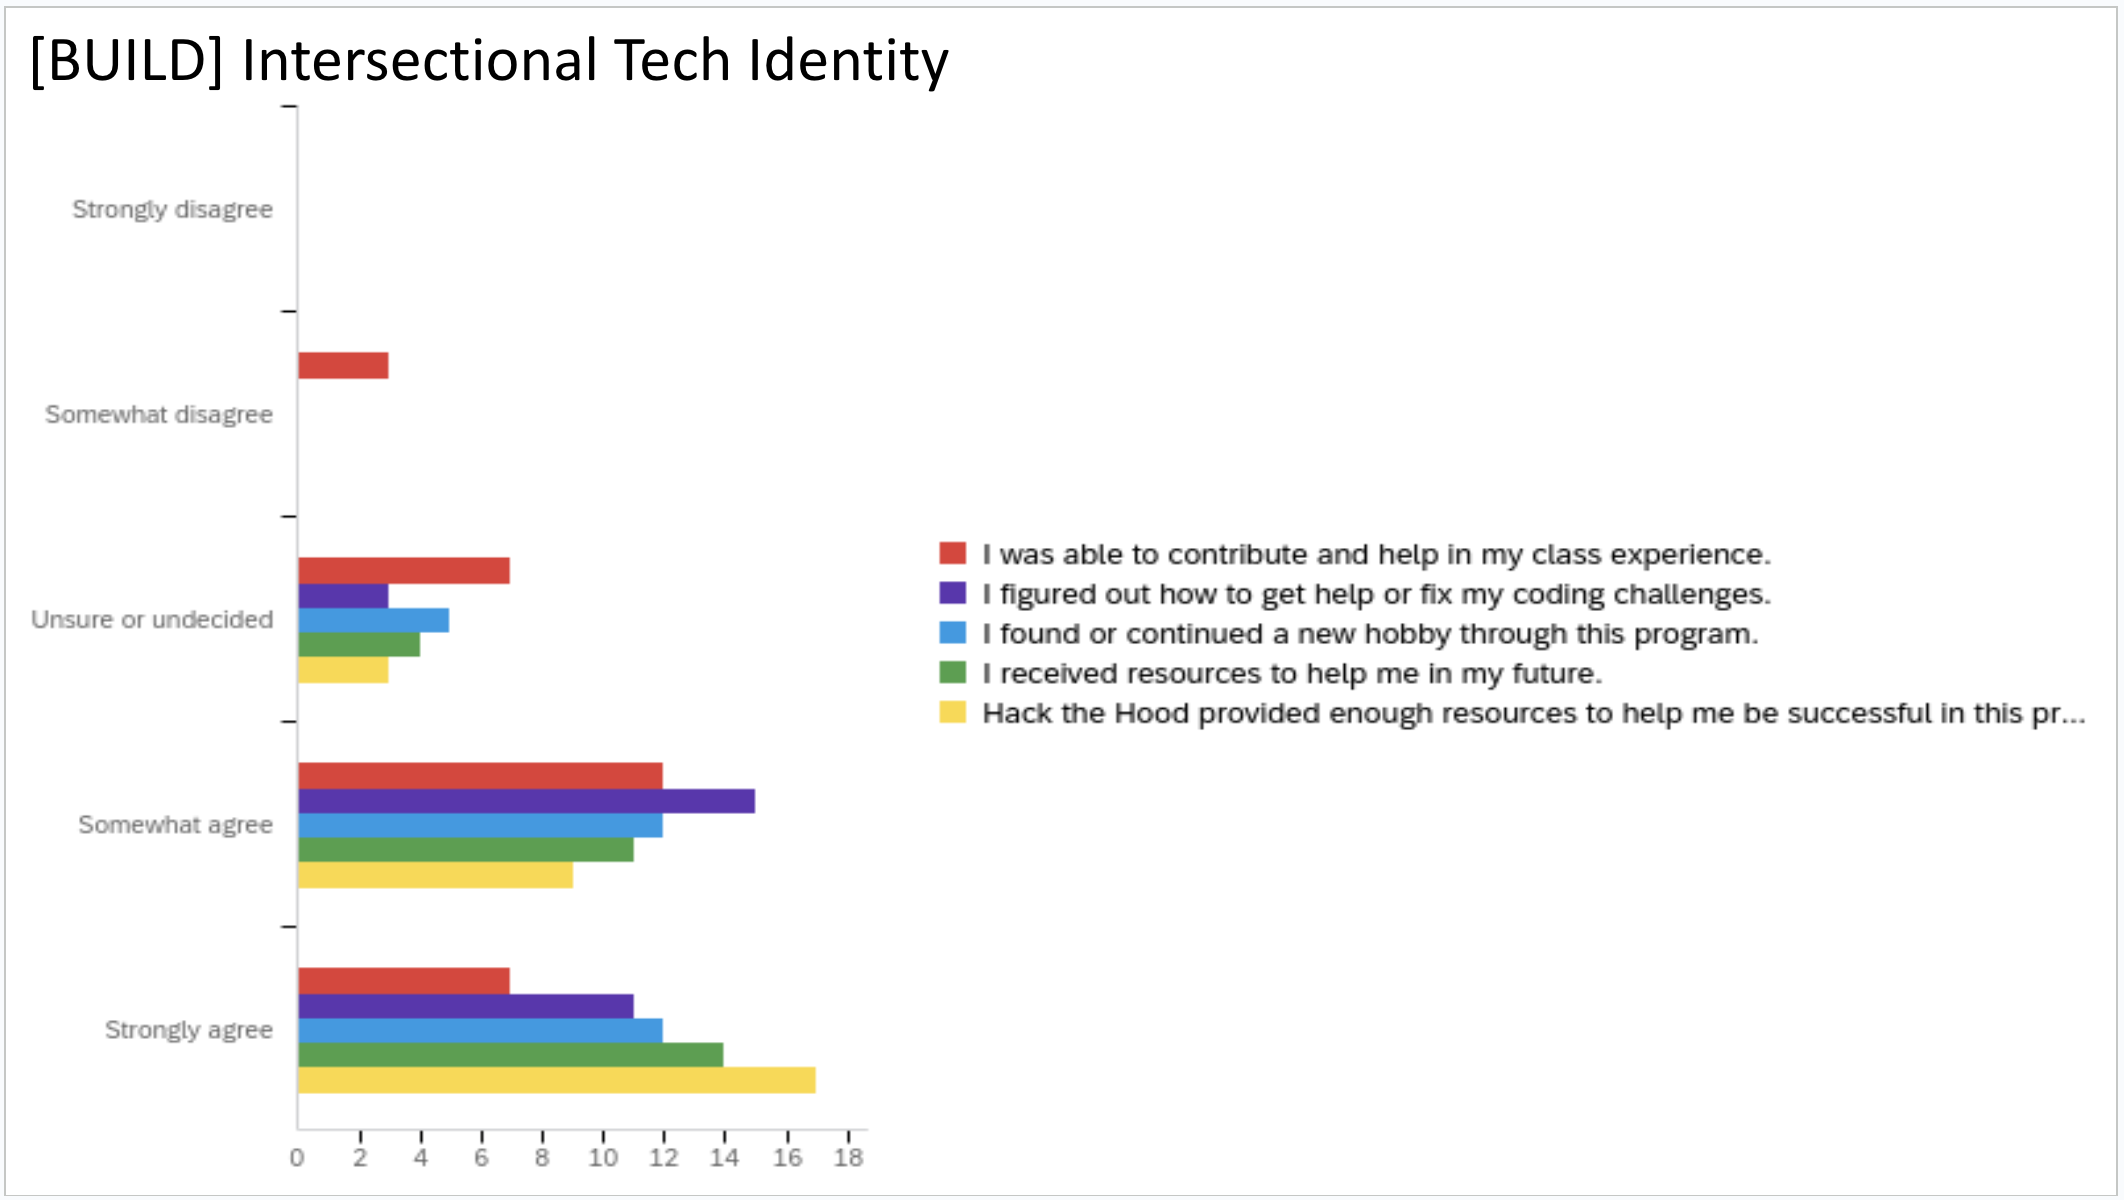 [BUILD] Intersectional Tech Identity
Strongly disagree
Somewhat disagree
Unsure or undecided
Somewhat agree
Strongly agree
0 2 4 6 8 10 12 14 16 18
I was able to contribute and help in my class experience.
I figured out how to get help or fix my coding challenges.
I found or continued a new hobby through this program.
I received resources to help me in my future.
Hack the Hood provided enough resources to help me be successful in this pr...